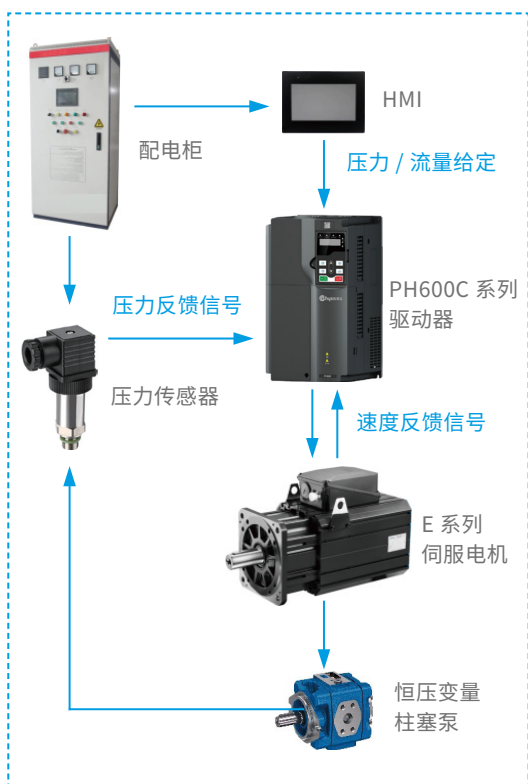 HMI
配电柜
压力 / 流量给定
PH600C 系列
驱动器
压力反馈信号
压力传感器
速度反馈信号
E 系列
伺服电机
恒压变量
柱塞泵